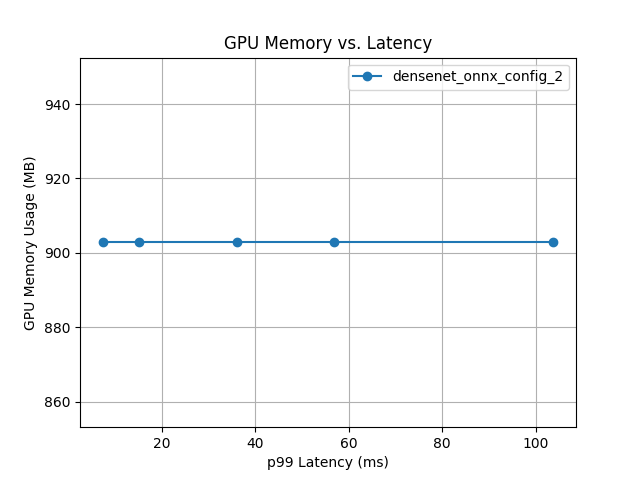 GPU Memory vs. Latency
densenet_onnx_config_2
GPU Memory Usage (MB)
940
920
900
880
860
20
40
60
80
100
p99 Latency (ms)